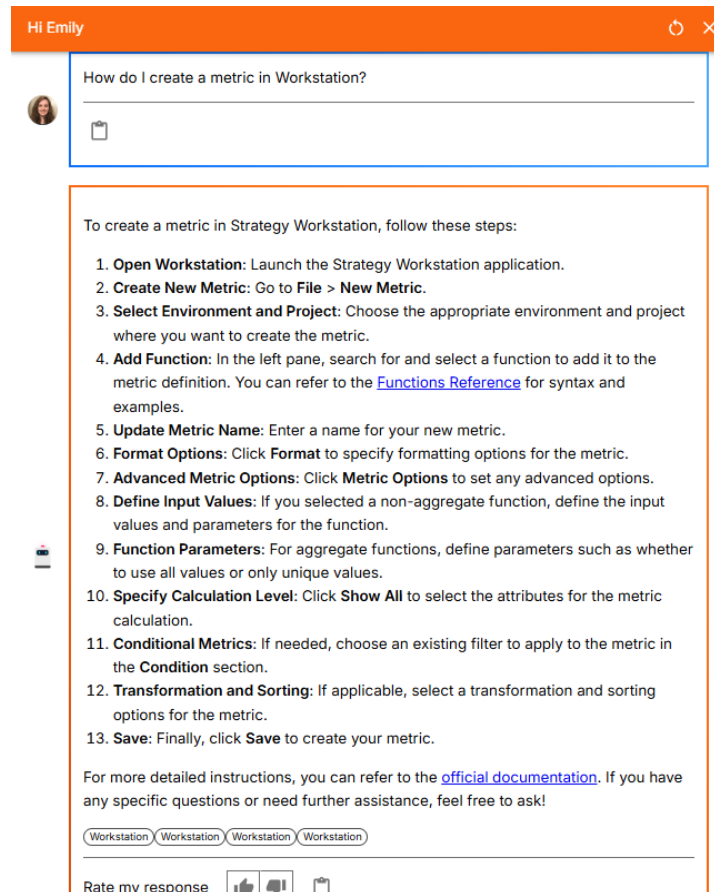 Hi Emily
How do I create a metric in Workstation?
To create a metric in Strategy Workstation, follow these steps:
1. Open Workstation: Launch the Strategy Workstation application.
2. Create New Metric: Go to File > New Metric.
3. Select Environment and Project: Choose the appropriate environment and project
where you want to create the metric.
4. Add Function: In the left pane, search for and select a function to add it to the
metric definition. You can refer to the Functions Reference for syntax and
examples.
5. Update Metric Name: Enter a name for your new metric.
6. Format Options: Click Format to specify formatting options for the metric.
7. Advanced Metric Options: Click Metric Options to set any advanced options.
8. Define Input Values: If you selected a non-aggregate function, define the input
values and parameters for the function.
9. Function Parameters: For aggregate functions, define parameters such as whether
to use all values or only unique values.
10. Specify Calculation Level: Click Show All to select the attributes for the metric
calculation.
11. Conditional Metrics: If needed, choose an existing filter to apply to the metric in
the Condition section.
12. Transformation and Sorting: If applicable, select a transformation and sorting
options for the metric.
13. Save: Finally, click Save to create your metric.
For more detailed instructions, you can refer to the official documentation. If you have
any specific questions or need further assistance, feel free to ask!
Workstation Workstation Workstation Workstation
Rate my response